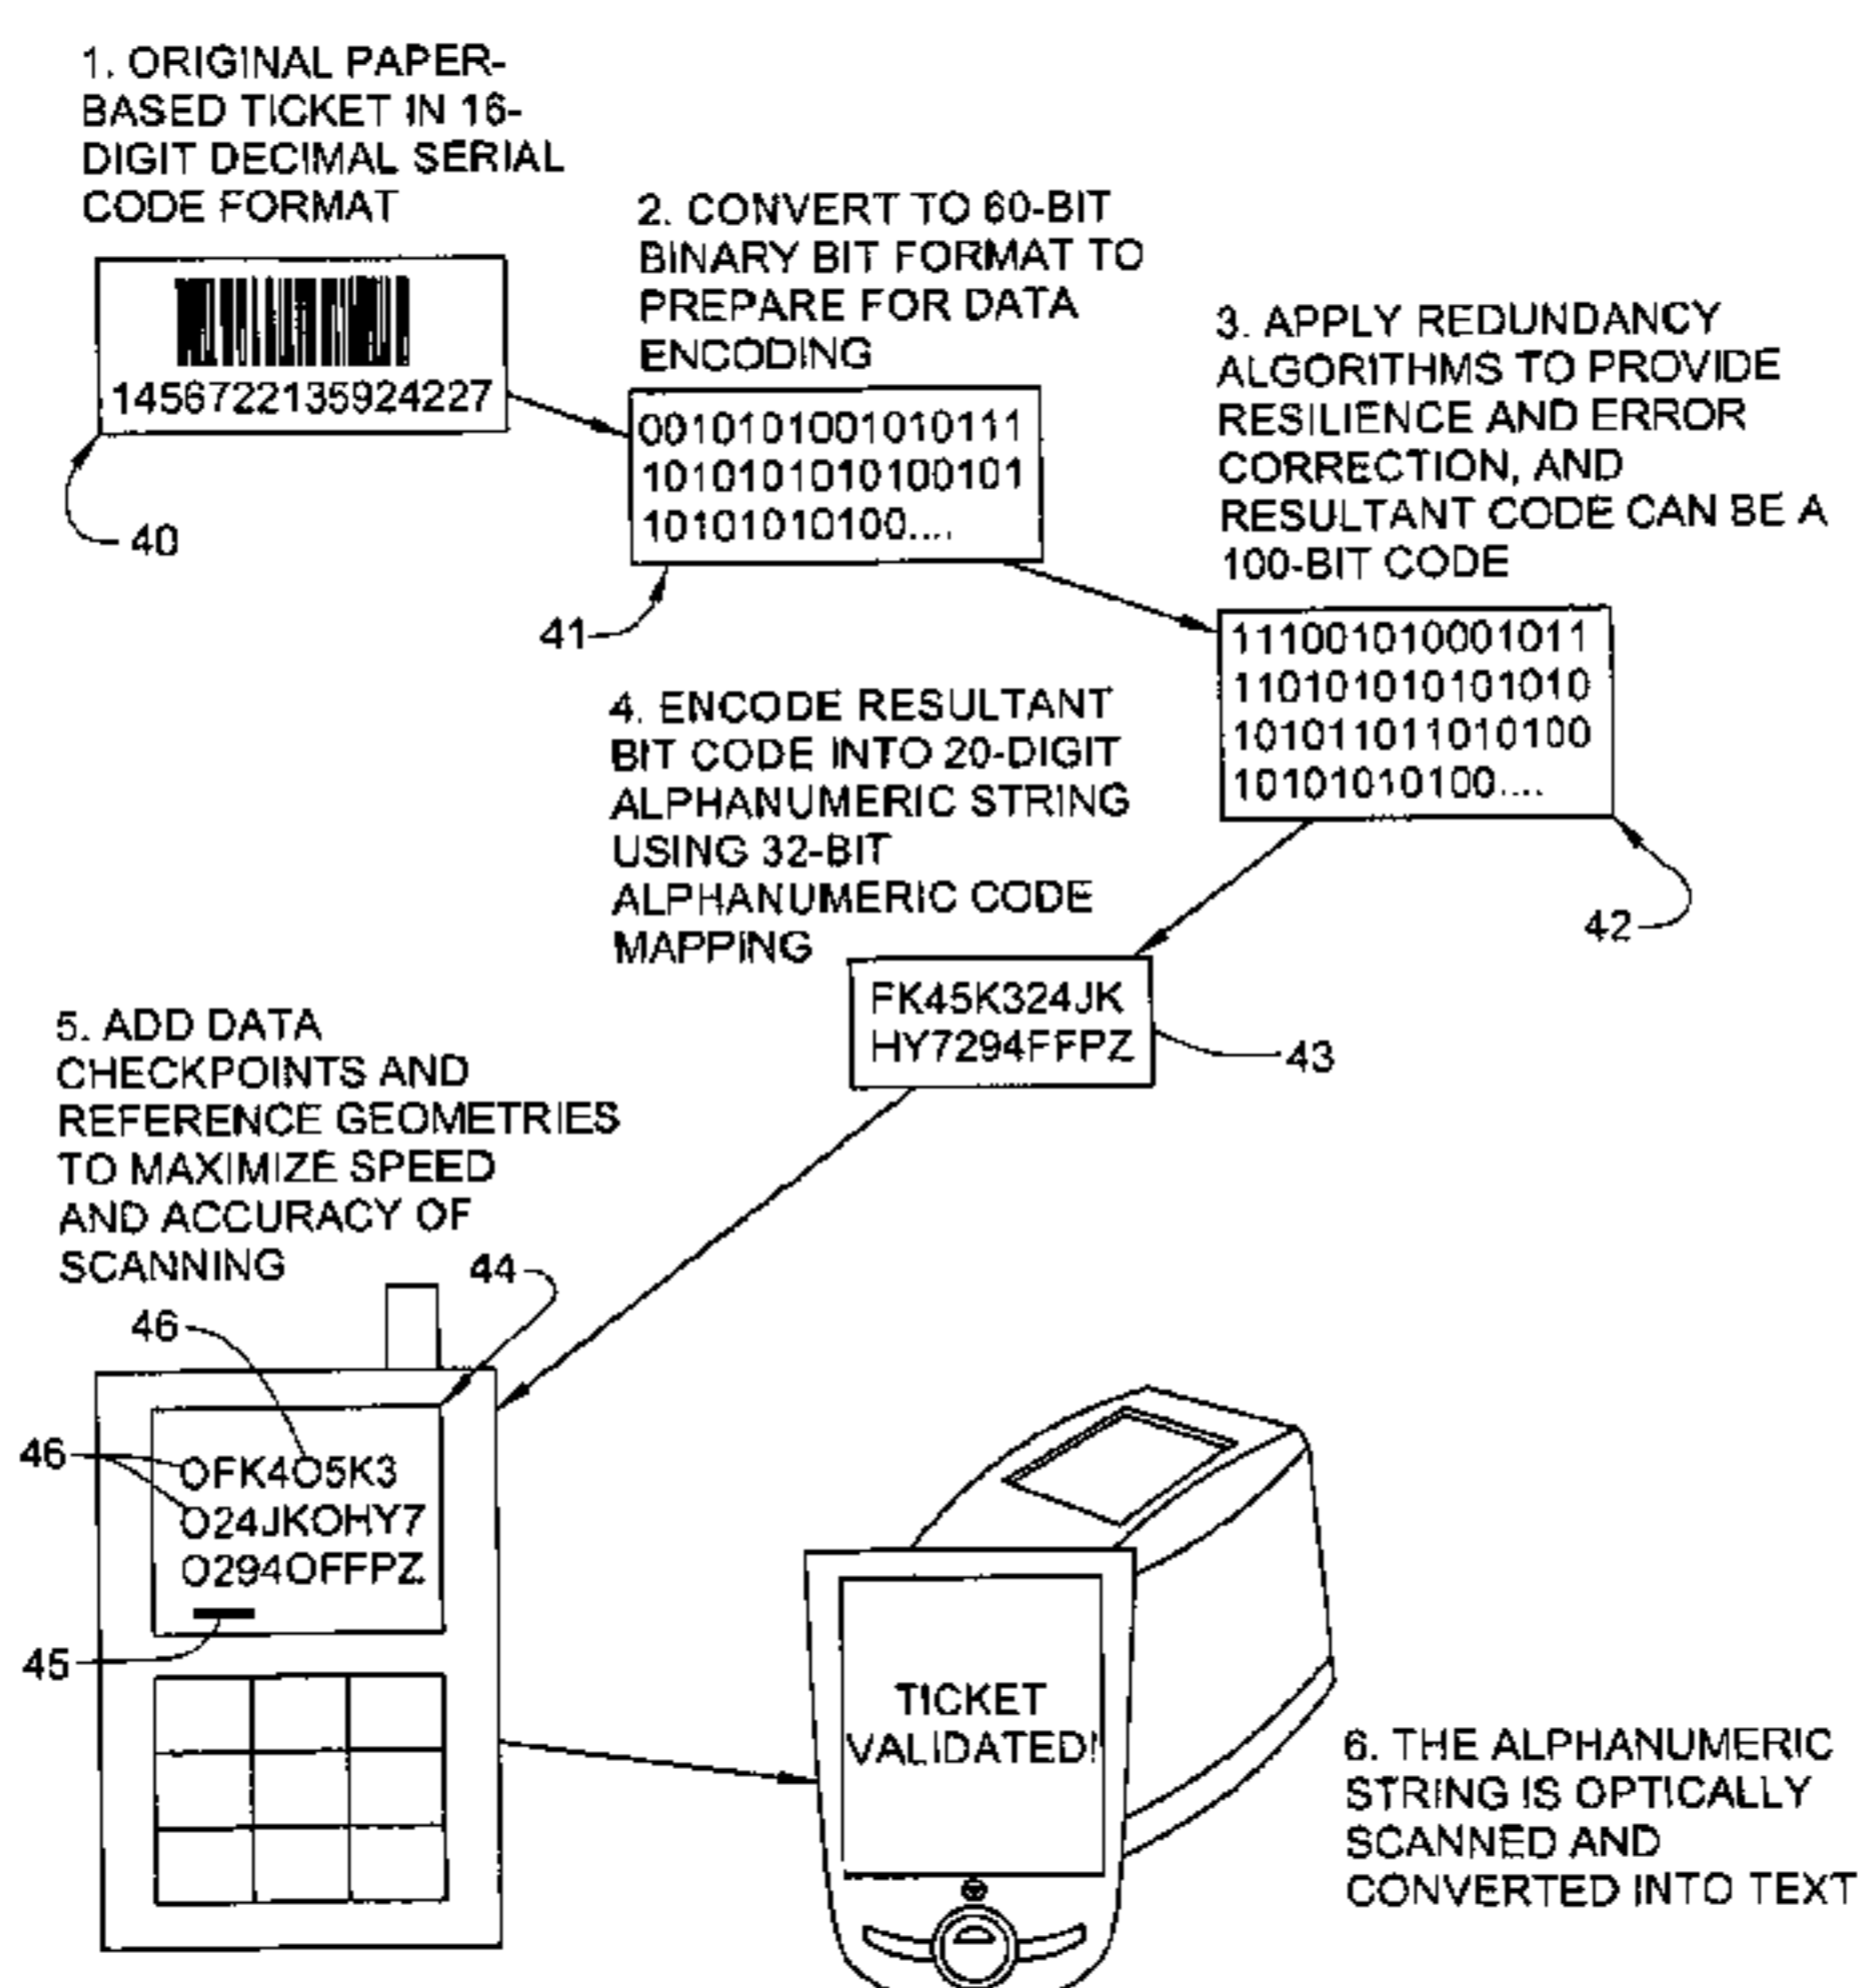 1. ORIGINAL PAPER-
BASED TICKET IN 16-
DIGIT DECIMAL SERIAL
CODE FORMAT
1456722135924227
40
2. CONVERT TO 60-BIT
BINARY BIT FORMAT TO
PREPARE FOR DATA
ENCODING
0010101001010111
1010101010100101
10101010100....
41
3. APPLY REDUNDANCY
ALGORITHMS TO PROVIDE
RESILIENCE AND ERROR
CORRECTION, AND
RESULTANT CODE CAN BE A
100-BIT CODE
111001010001011
110101010101010
101011011010100
10101010100....
42
4. ENCODE RESULTANT
BIT CODE INTO 20-DIGIT
ALPHANUMERIC STRING
USING 32-BIT
ALPHANUMERIC CODE
MAPPING
FK45K324JK
HY7294FFPZ
43
5. ADD DATA
CHECKPOINTS AND
REFERENCE GEOMETRIES
TO MAXIMIZE SPEED
AND ACCURACY OF
SCANNING
44
46
46
OFK4O5K3
O24JKOHY7
O294OFFPZ
45
TICKET
VALIDATED!
6. THE ALPHANUMERIC
STRING IS OPTICALLY
SCANNED AND
CONVERTED INTO TEXT